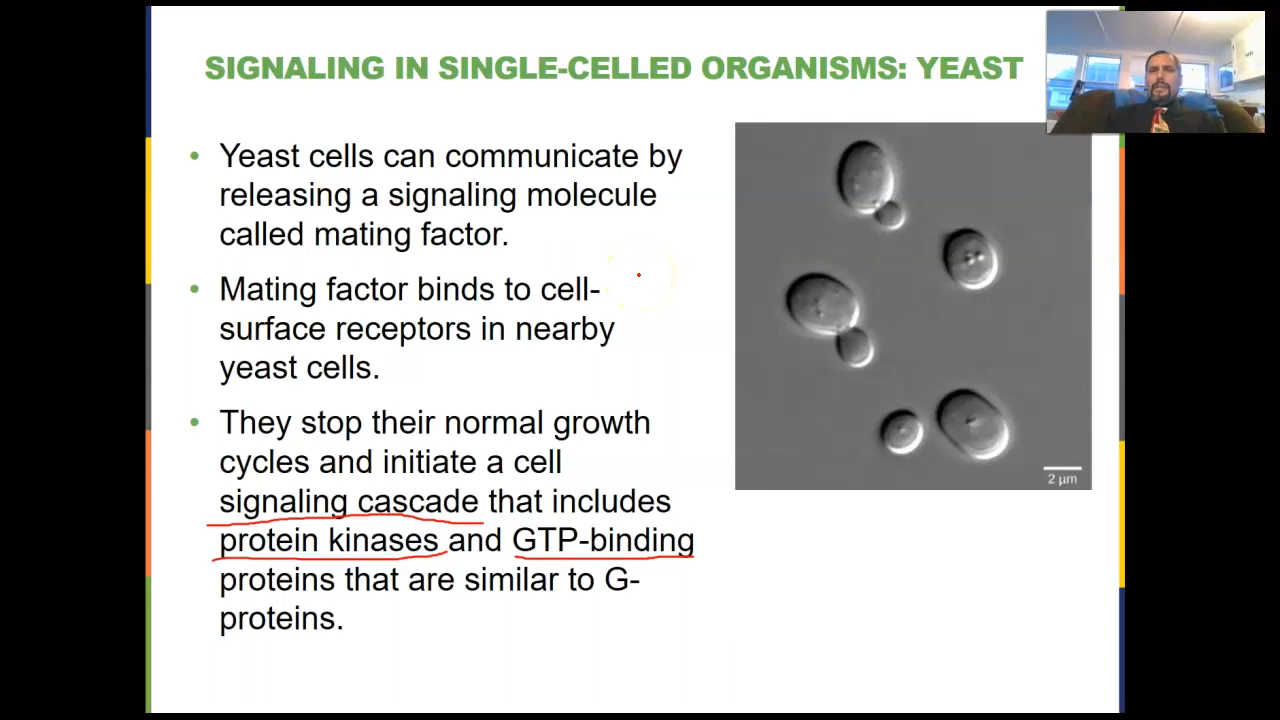 SIGNALING IN SINGLE-CELLED ORGANISMS: YEAST
• Yeast cells can communicate by
releasing a signaling molecule
called mating factor.
• Mating factor binds to cell-
surface receptors in nearby
yeast cells.
• They stop their normal growth
cycles and initiate a cell
signaling cascade that includes
protein kinases and GTP-binding
proteins that are similar to G-
proteins.
2 µm